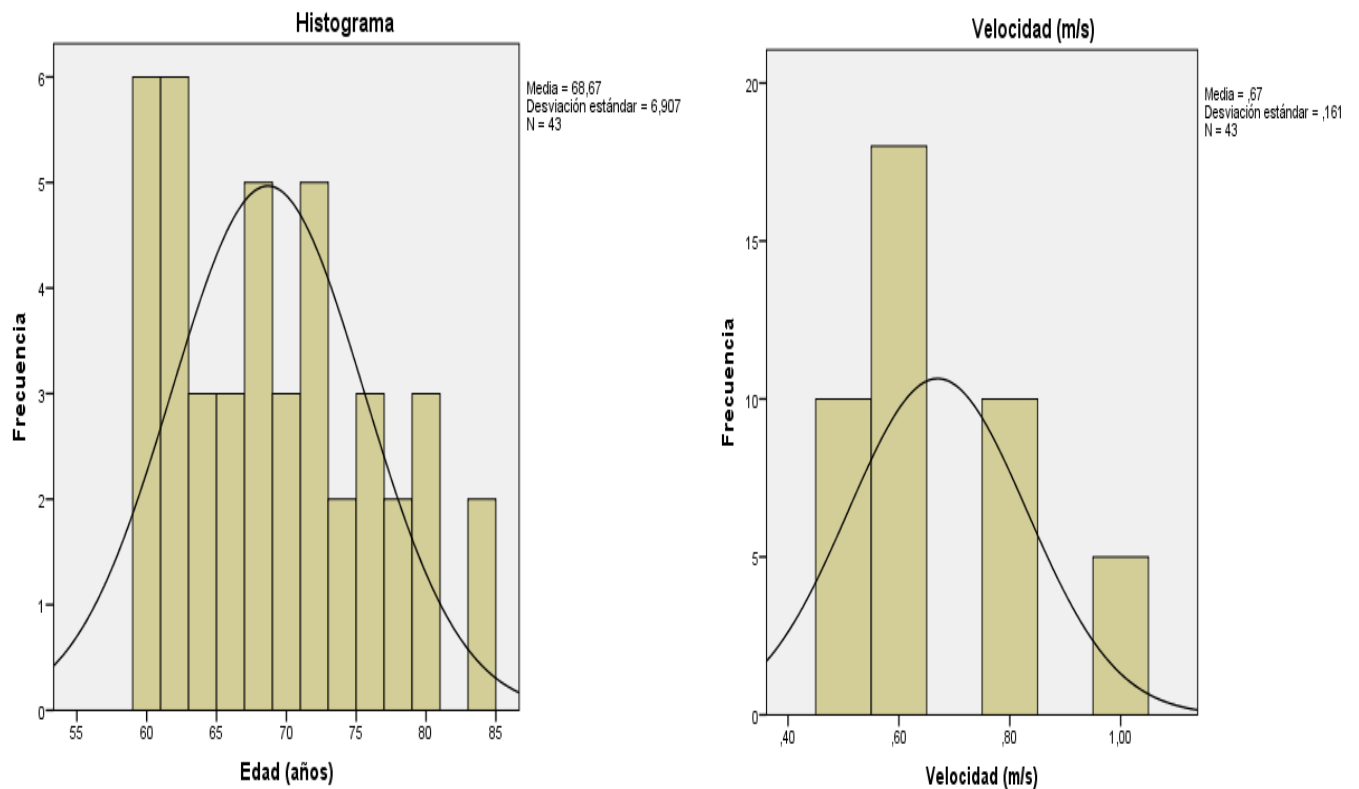 Histograma
Media = 68,67
Desviación estándar = 6,907
N = 43
Frecuencia
6
5
4
3
2
1
0
55 60 65 70 75 80 85
Edad (años)
Velocidad (m/s)
Media = ,67
Desviación estándar = ,161
N = 43
Frecuencia
20
15
10
5
0
,40 ,60 ,80 1,00
Velocidad (m/s)